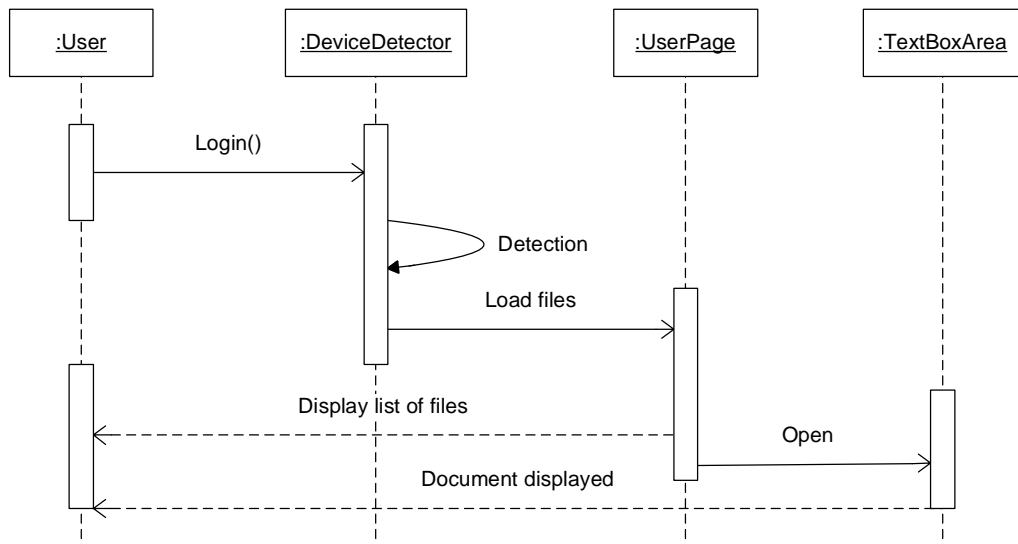 :User
:DeviceDetector
:UserPage
:TextBoxArea
Login()
Detection
Load files
Display list of files
Open
Document displayed